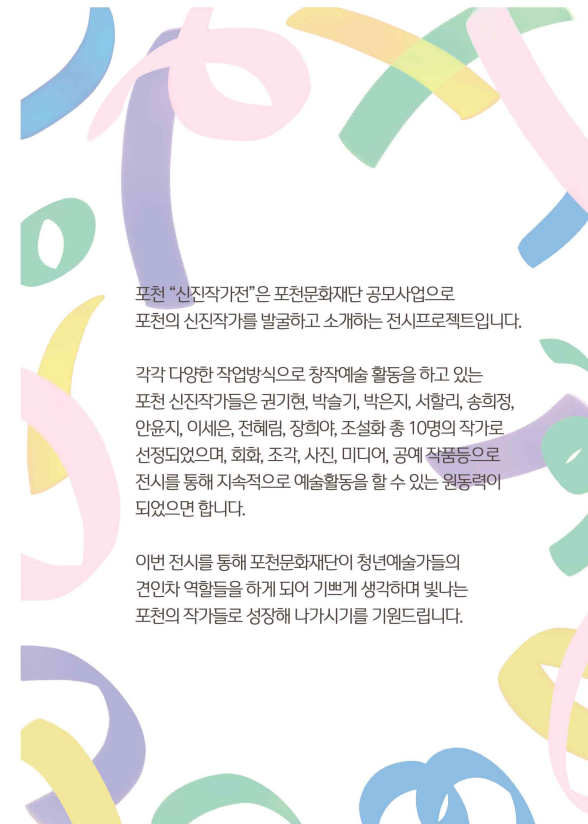 포천 “신진작가전”은 포천문화재단 공모사업으로
포천의 신진작가를 발굴하고 소개하는 전시프로젝트입니다.
각각 다양한 작업방식으로 창작예술 활동을 하고 있는
포천 신진작가들은 권기현, 박슬기, 박은지, 서할리, 송희정,
안윤지, 이세은, 전혜림, 장희야, 조설화 총 10명의 작가로
선정되었으며, 회화, 조각, 사진, 미디어, 공예 작품등으로
전시를 통해 지속적으로 예술활동을 할 수 있는 원동력이
되었으면 합니다.
이번 전시를 통해 포천문화재단이 청년예술가들의
견인차 역할들을 하게 되어 기쁘게 생각하며 빛나는
포천의 작가들로 성장해 나가시기를 기원드립니다.